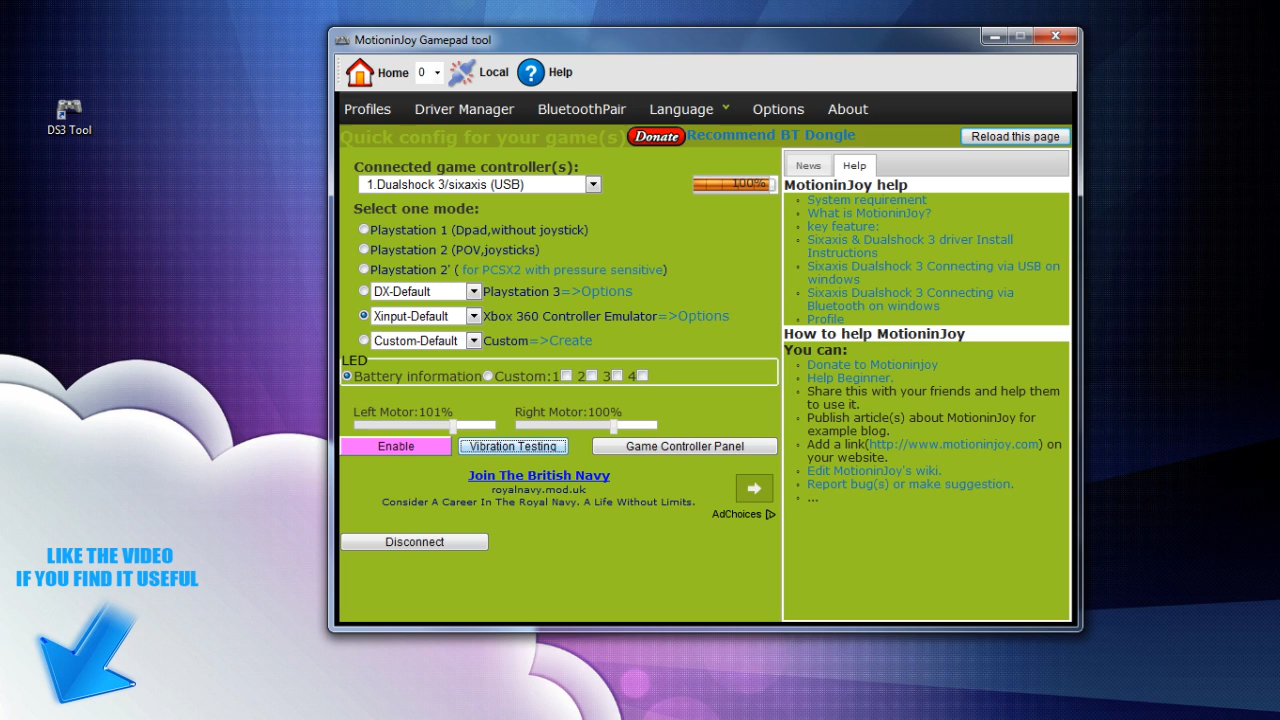 MotioninJoy Gamepad tool
Home 0 Local ? Help
Profiles Driver Manager BluetoothPair Language Options About
Quick config for your game(s) Donate Recommend BT Dongle Reload this page
DS3 Tool
Connected game controller(s):
1.Dualshock 3/sixaxis (USB) 100%
Select one mode:
Playstation 1 (Dpad,without joystick)
Playstation 2 (POV,joysticks)
Playstation 2' ( for PCSX2 with pressure sensitive)
DX-Default Playstation 3=>Options
Xinput-Default Xbox 360 Controller Emulator=>Options
Custom-Default Custom=>Create
LED
Battery information Custom:1 2 3 4
Left Motor:101% Right Motor:100%
Enable Vibration Testing Game Controller Panel
Join The British Navy
royalnavy.mod.uk
Consider A Career In The Royal Navy. A Life Without Limits.
AdChoices
Disconnect
News Help
MotioninJoy help
System requirement
What is MotioninJoy?
key feature:
Sixaxis & Dualshock 3 driver Install
Instructions
Sixaxis Dualshock 3 Connecting via USB on
windows
Sixaxis Dualshock 3 Connecting via
Bluetooth on windows
Profile
How to help MotioninJoy
You can:
Donate to Motioninjoy
Help Beginner.
Share this with your friends and help them
to use it.
Publish article(s) about MotioninJoy for
example blog.
Add a link(http://www.motioninjoy.com) on
your website.
Edit MotioninJoy's wiki.
Report bug(s) or make suggestion.
...
LIKE THE VIDEO
IF YOU FIND IT USEFUL